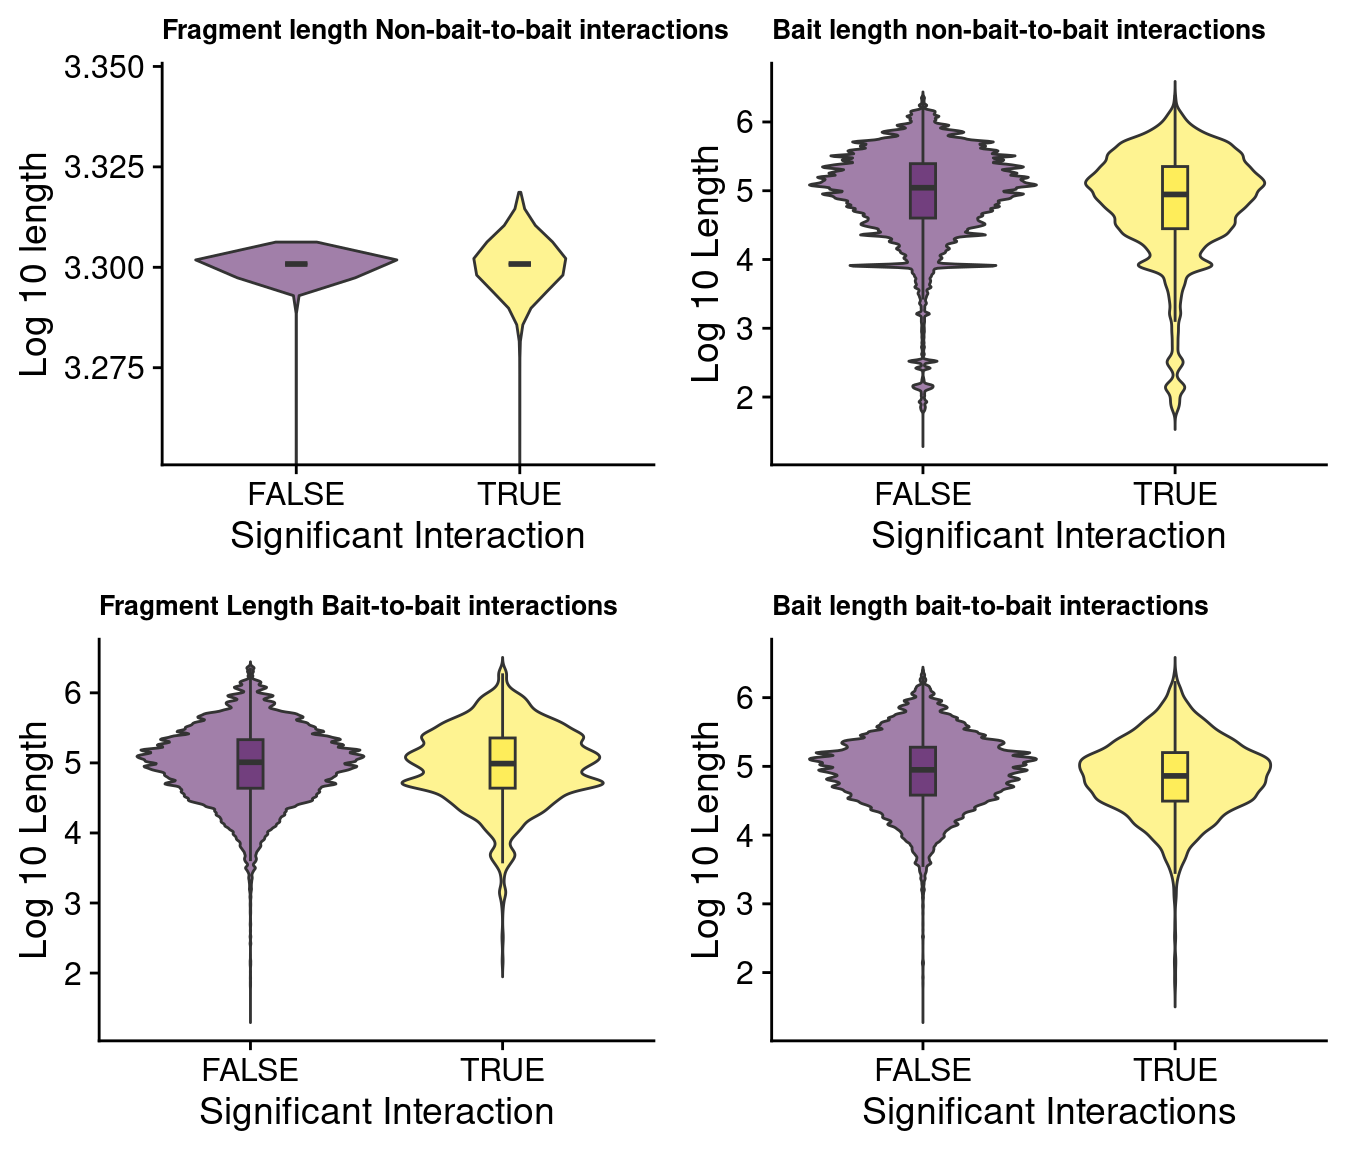 Fragment length Non-bait-to-bait interactions
3.350
3.325
3.300
3.275
Log 10 length
FALSE TRUE
Significant Interaction
Bait length non-bait-to-bait interactions
6
5
4
3
2
Log 10 Length
FALSE TRUE
Significant Interaction
Fragment Length Bait-to-bait interactions
6
5
4
3
2
Log 10 Length
FALSE TRUE
Significant Interaction
Bait length bait-to-bait interactions
6
5
4
3
2
Log 10 Length
FALSE TRUE
Significant Interactions